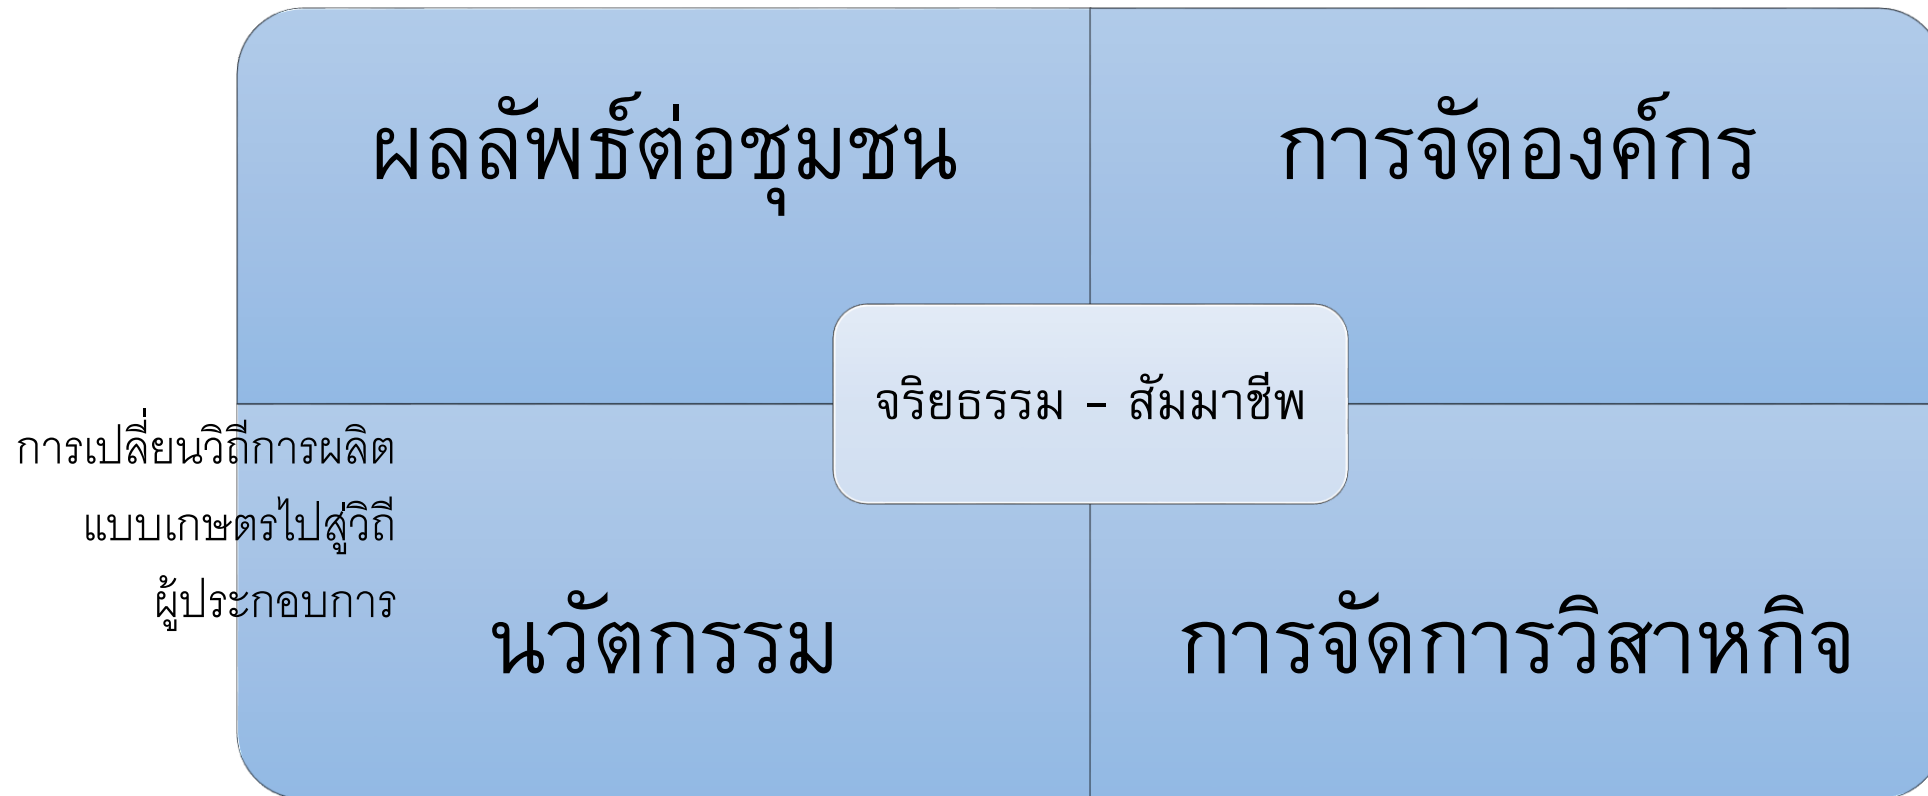 ผลลัพธ์ต่อชุมชน
การจัดองค์กร
จริยธรรม - สัมมาชีพ
การเปลี่ยนวิถีการผลิต
แบบเกษตรไปสู่วิถี
ผู้ประกอบการ
นวัตกรรม
การจัดการวิสาหกิจ